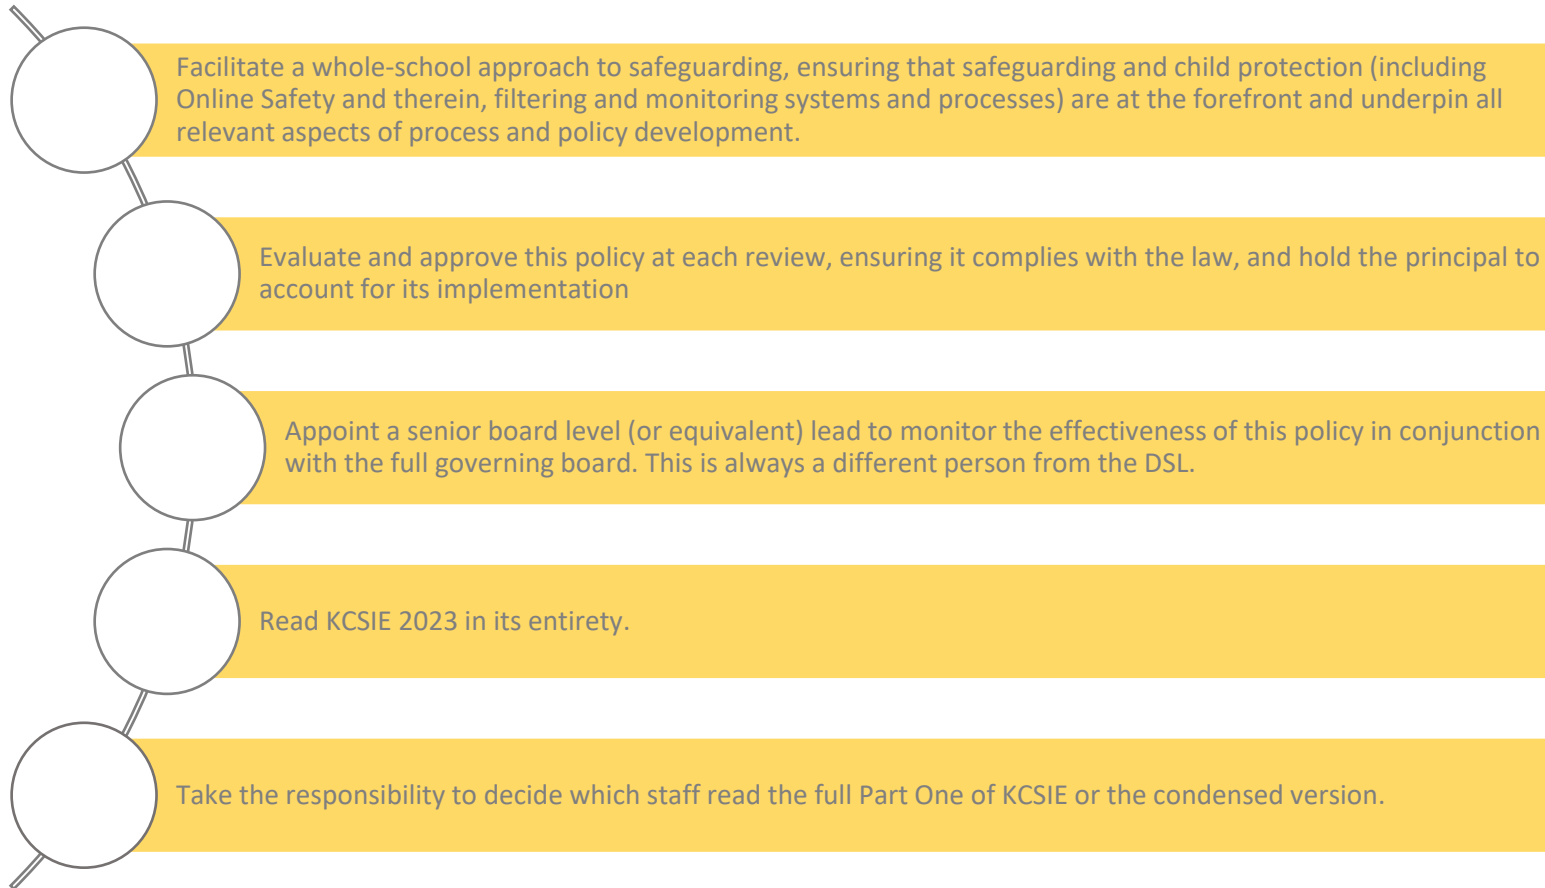 Facilitate a whole-school approach to safeguarding, ensuring that safeguarding and child protection (including
Online Safety and therein, filtering and monitoring systems and processes) are at the forefront and underpin all
relevant aspects of process and policy development.
Evaluate and approve this policy at each review, ensuring it complies with the law, and hold the principal to
account for its implementation
Appoint a senior board level (or equivalent) lead to monitor the effectiveness of this policy in conjunction
with the full governing board. This is always a different person from the DSL.
Read KCSIE 2023 in its entirety.
Take the responsibility to decide which staff read the full Part One of KCSIE or the condensed version.